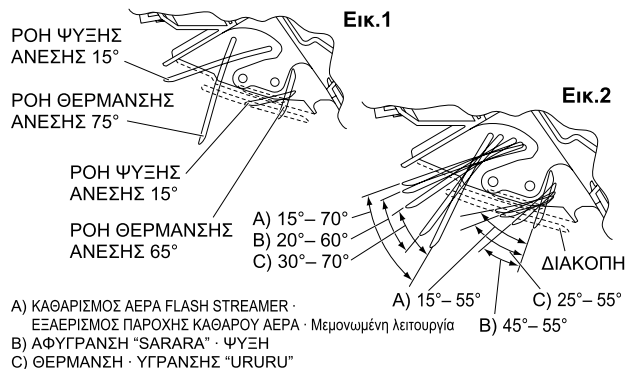 Εικ.1
ΡΟΗ ΨΥΞΗΣ
ΑΝΕΣΗΣ 15°
ΡΟΗ ΘΕΡΜΑΝΣΗΣ
ΑΝΕΣΗΣ 75°
ΡΟΗ ΨΥΞΗΣ
ΑΝΕΣΗΣ 15°
ΡΟΗ ΘΕΡΜΑΝΣΗΣ
ΑΝΕΣΗΣ 65°
Εικ.2
A) 15°– 70°
B) 20°– 60°
C) 30°– 70°
ΔΙΑΚΟΠΗ
A) 15°– 55°
C) 25°– 55°
B) 45°– 55°
A) ΚΑΘΑΡΙΣΜΟΣ ΑΕΡΑ FLASH STREAMER ·
ΕΞΑΕΡΙΣΜΟΣ ΠΑΡΟΧΗΣ ΚΑΘΑΡΟΥ ΑΕΡΑ · Μεμονωμένη λειτουργία
B) ΑΦΥΓΡΑΝΣΗ “SARARA” · ΨΥΞΗ
C) ΘΕΡΜΑΝΣΗ · ΥΓΡΑΝΣΗΣ “URURU”